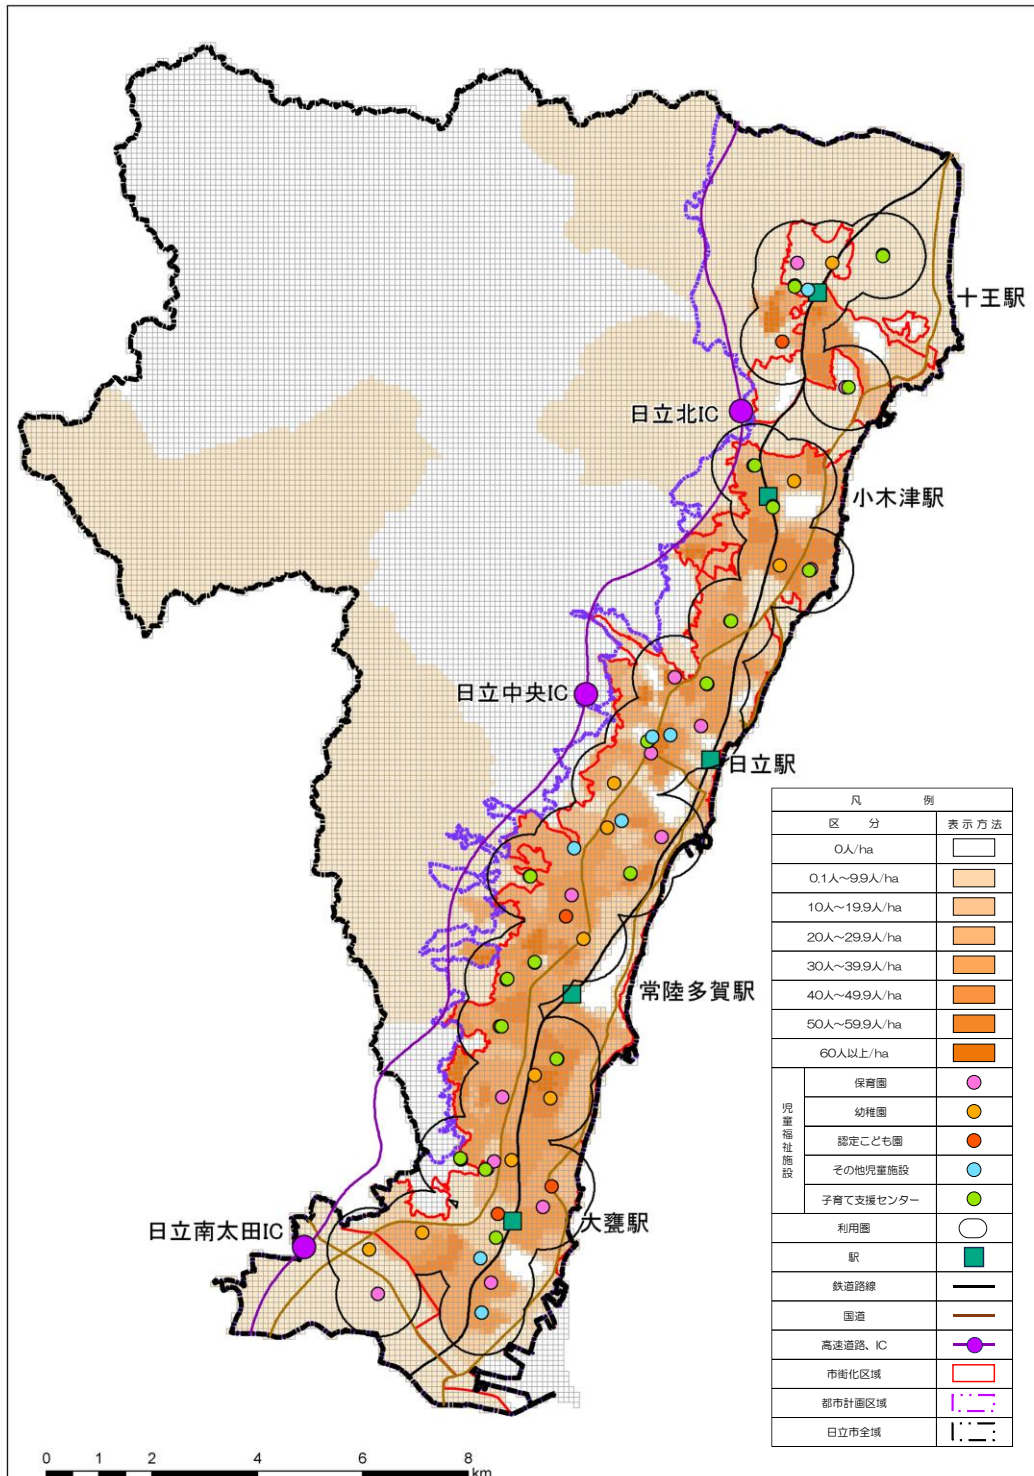 十王駅
日立北IC
小木津駅
日立中央IC
日立駅
常陸多賀駅
大甕駅
日立南太田IC
凡 例
区 分 表示方法
0人/ha
0.1人～9.9人/ha
10人～19.9人/ha
20人～29.9人/ha
30人～39.9人/ha
40人～49.9人/ha
50人～59.9人/ha
60人以上/ha
児童福祉施設
保育園
幼稚園
認定こども園
その他児童施設
子育て支援センター
利用圏
駅
鉄道路線
国道
高速道路、IC
市街化区域
都市計画区域
日立市全域
0 1 2 4 6 8
km